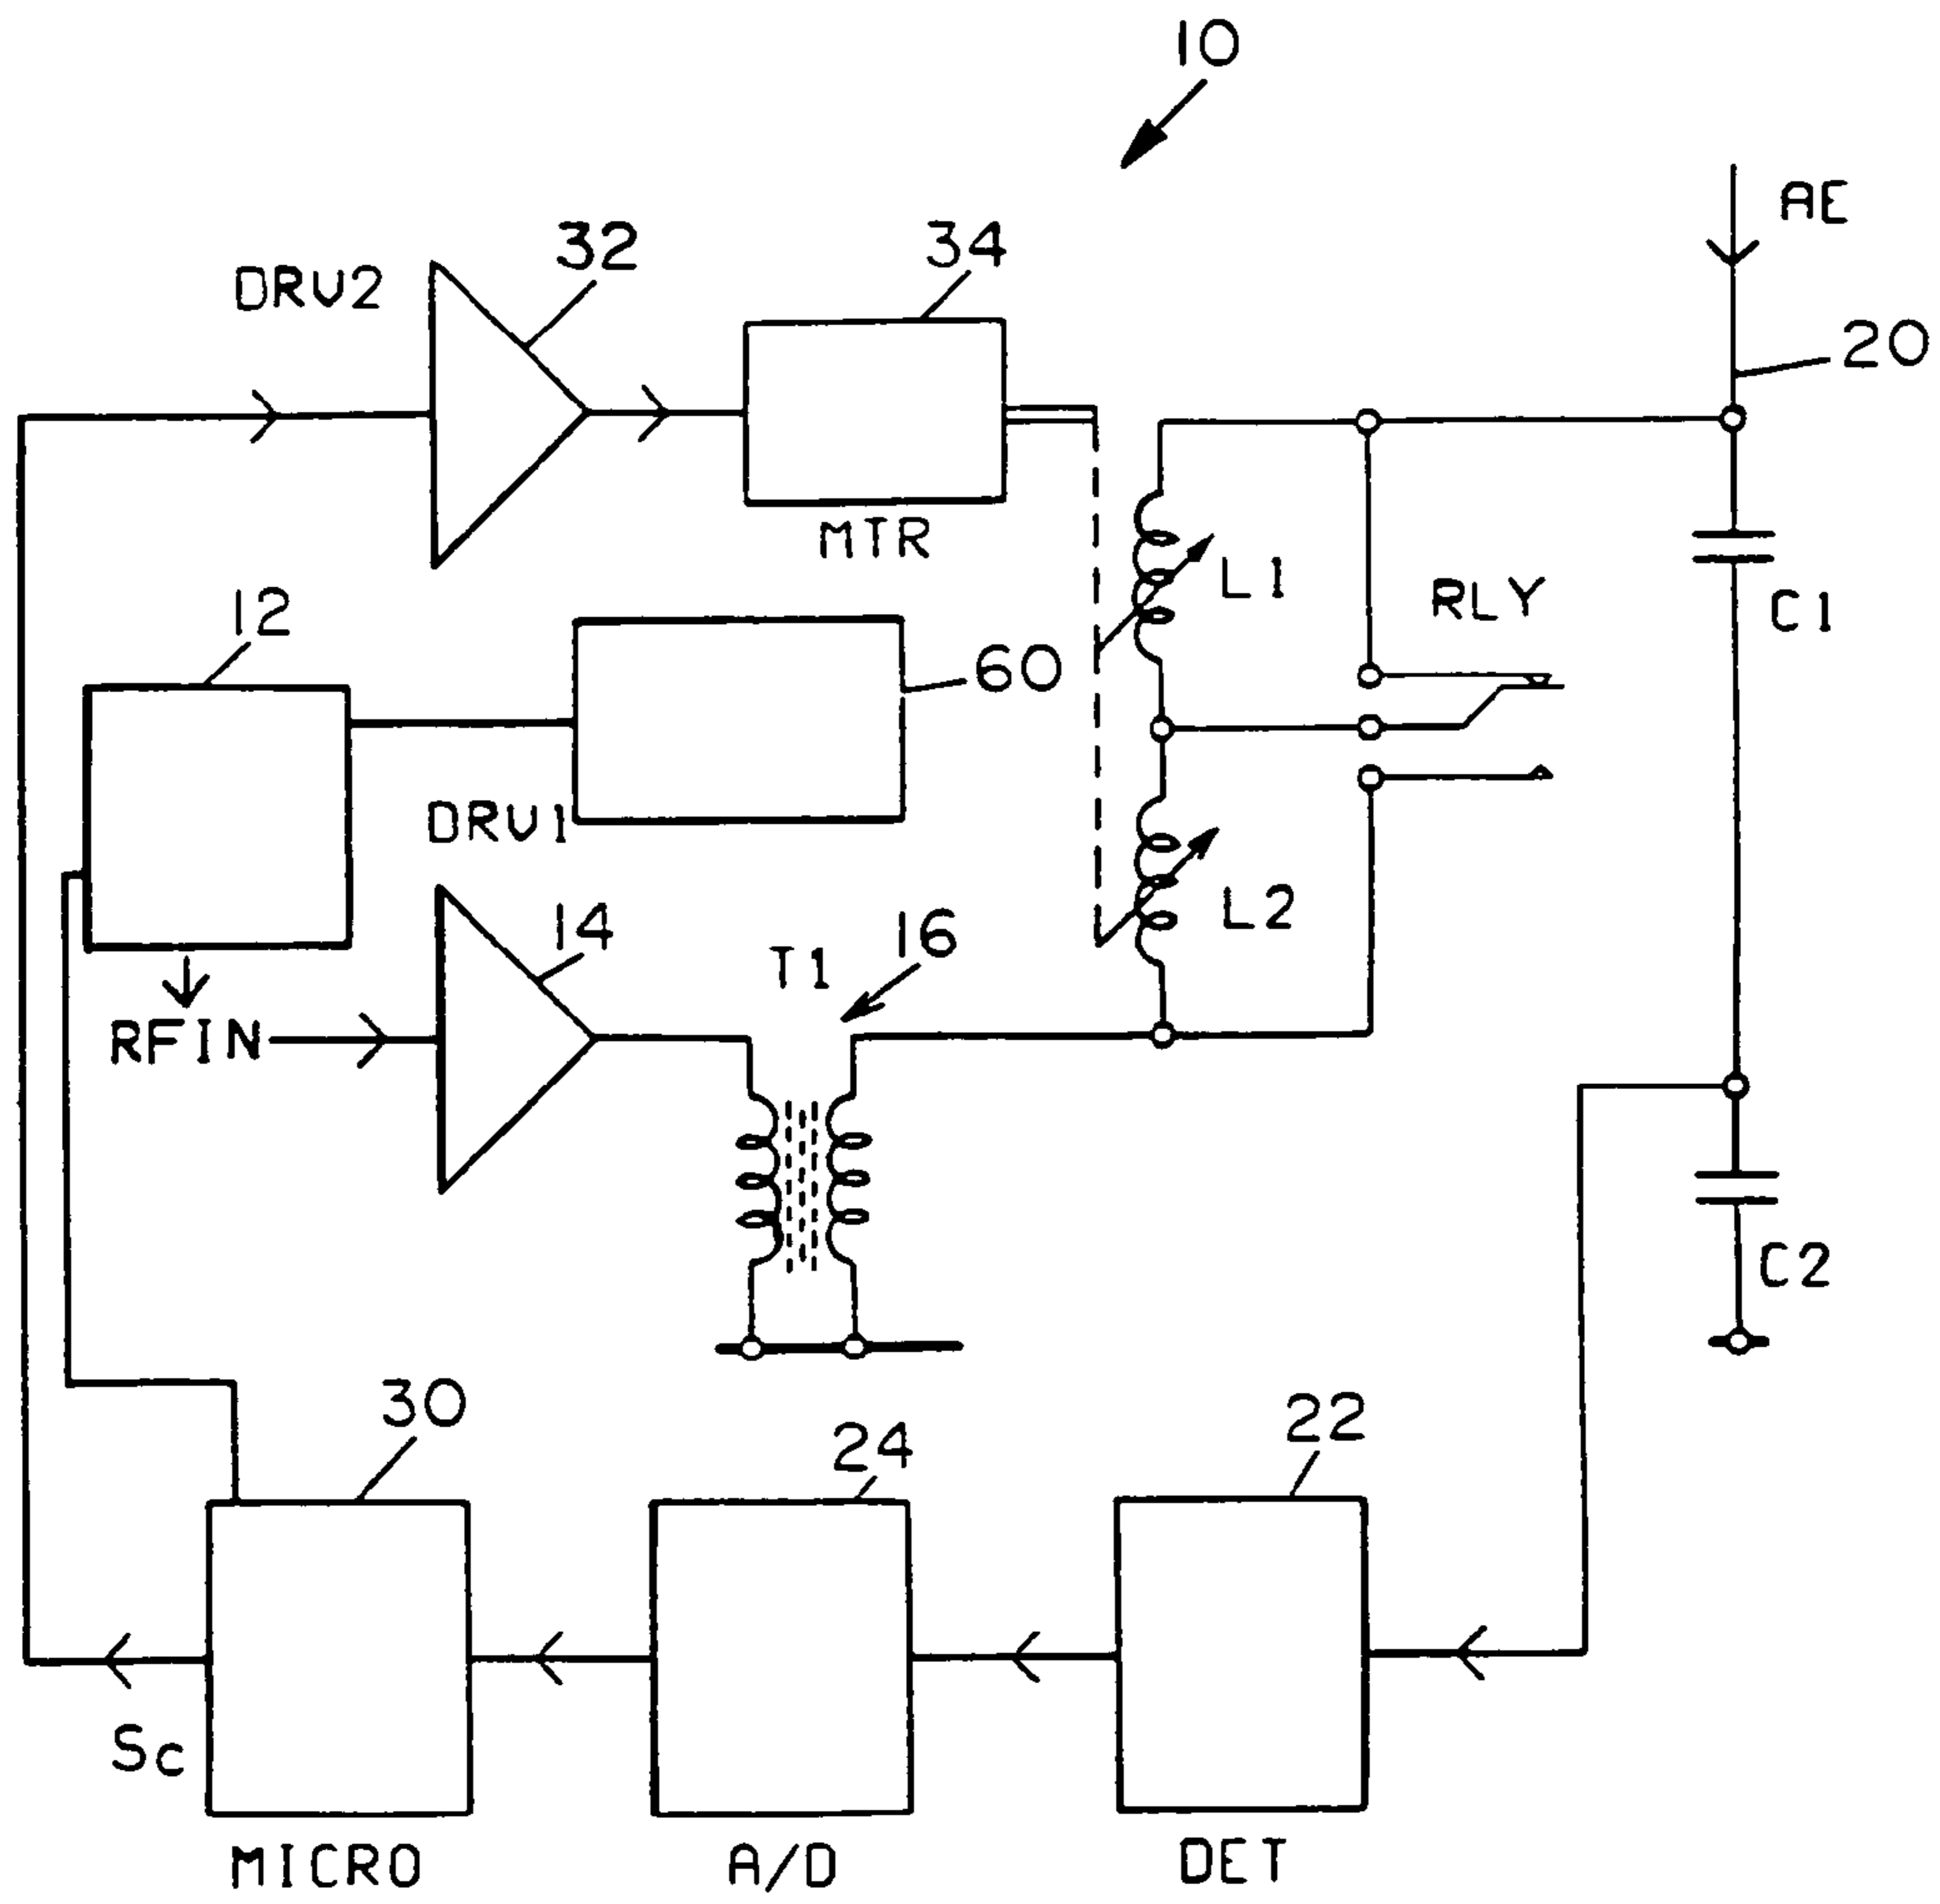 10
AE
32
34
DRV2
20
MTR
L1
RLY
C1
12
60
DRV1
14
T1
16
L2
RFIN
C2
30
24
22
Sc
MICRO
A/D
DET